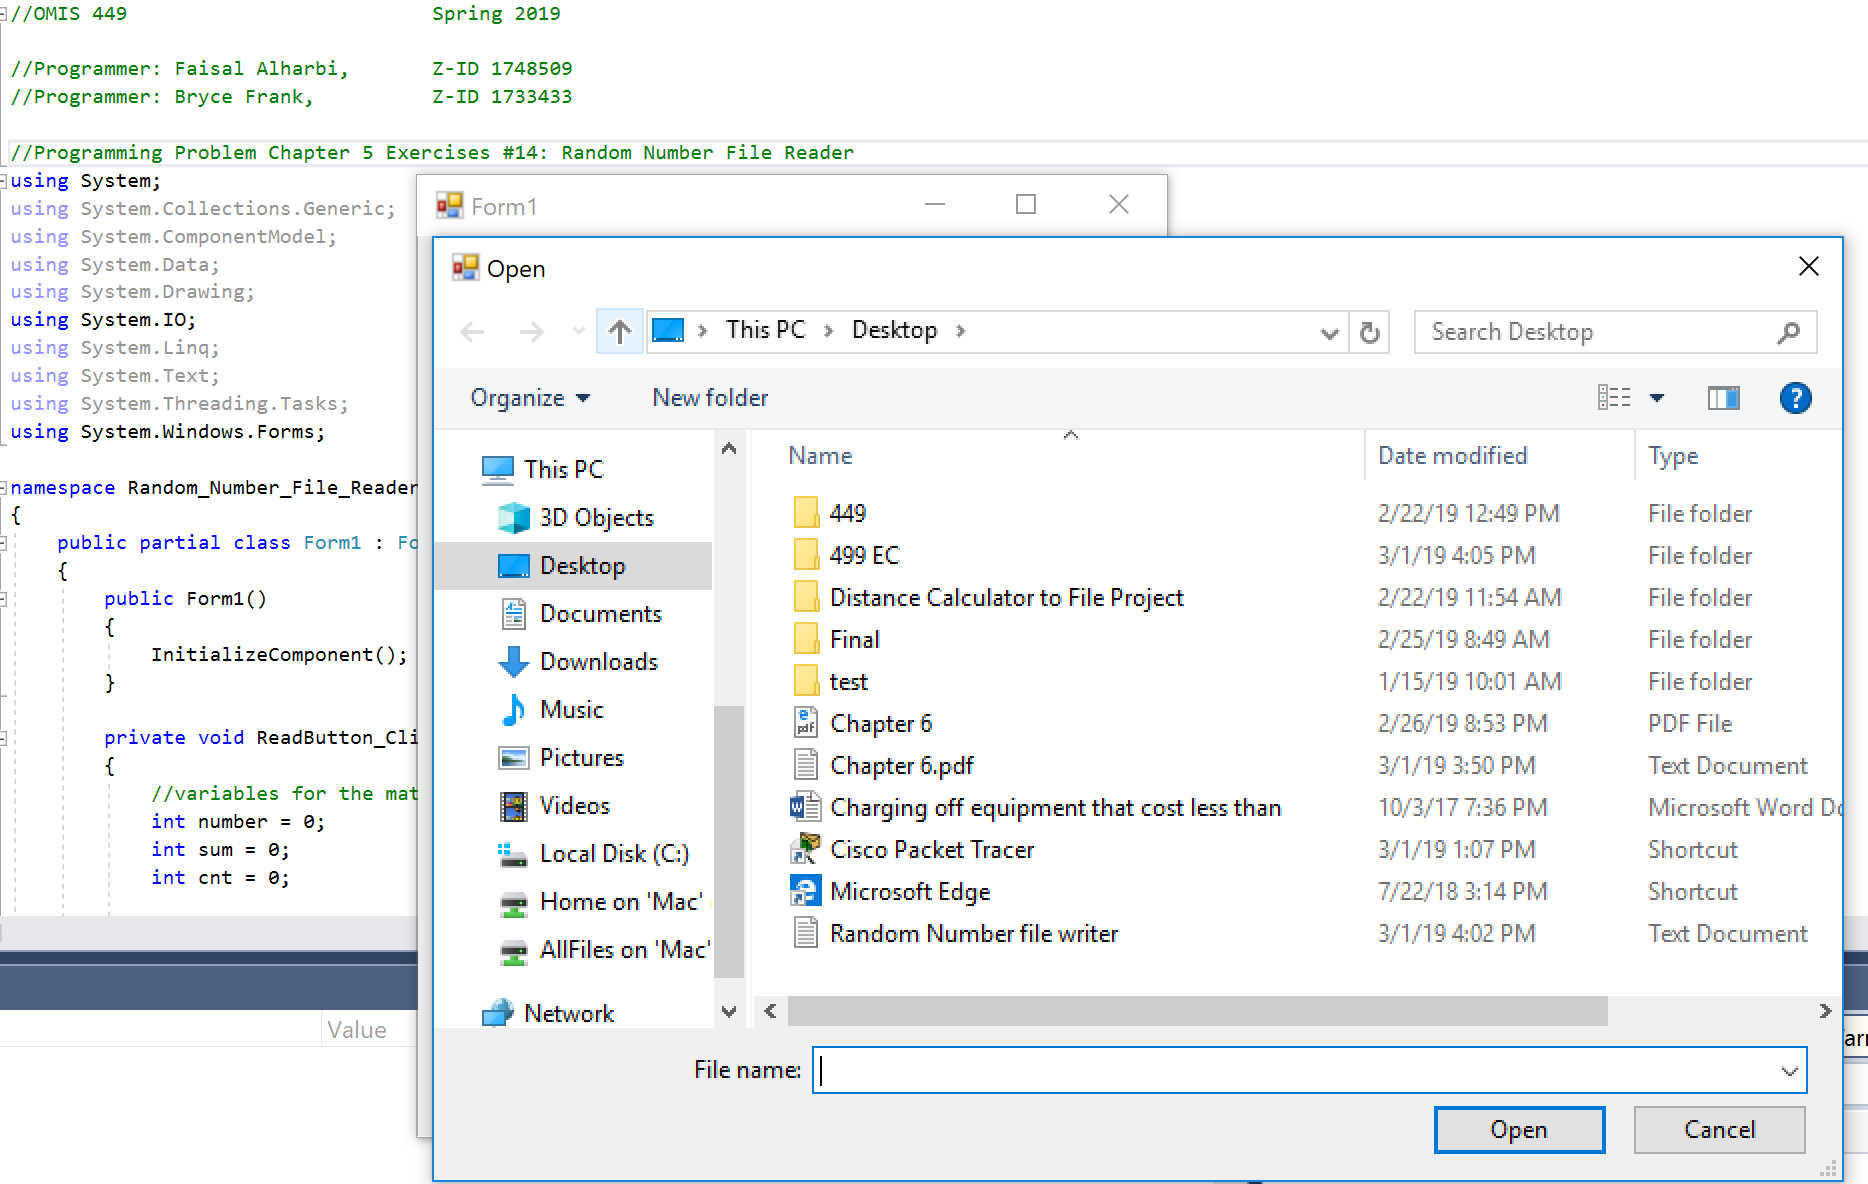 //OMIS 449 Spring 2019
//Programmer: Faisal Alharbi, Z-ID 1748509
//Programmer: Bryce Frank, Z-ID 1733433
//Programming Problem Chapter 5 Exercises #14: Random Number File Reader
using System;
using System.Collections.Generic;
using System.ComponentModel;
using System.Data;
using System.Drawing;
using System.IO;
using System.Linq;
using System.Text;
using System.Threading.Tasks;
using System.Windows.Forms;
namespace Random_Number_File_Reader
{
public partial class Form1 : Fo
{
public Form1()
{
InitializeComponent();
}
private void ReadButton_Cli
{
//variables for the mat
int number = 0;
int sum = 0;
int cnt = 0;
Value
Form1
Open
This PC > Desktop >
Search Desktop
Organize
New folder
?
This PC
3D Objects
Desktop
Documents
Downloads
Music
Pictures
Videos
Local Disk (C:)
Home on 'Mac'
AllFiles on 'Mac'
Network
Name Date modified Type
449 2/22/19 12:49 PM File folder
499 EC 3/1/19 4:05 PM File folder
Distance Calculator to File Project 2/22/19 11:54 AM File folder
Final 2/25/19 8:49 AM File folder
test 1/15/19 10:01 AM File folder
Chapter 6 2/26/19 8:53 PM PDF File
Chapter 6.pdf 3/1/19 3:50 PM Text Document
Charging off equipment that cost less than 10/3/17 7:36 PM Microsoft Word Do
Cisco Packet Tracer 3/1/19 1:07 PM Shortcut
Microsoft Edge 7/22/18 3:14 PM Shortcut
Random Number file writer 3/1/19 4:02 PM Text Document
File name:
Open
Cancel